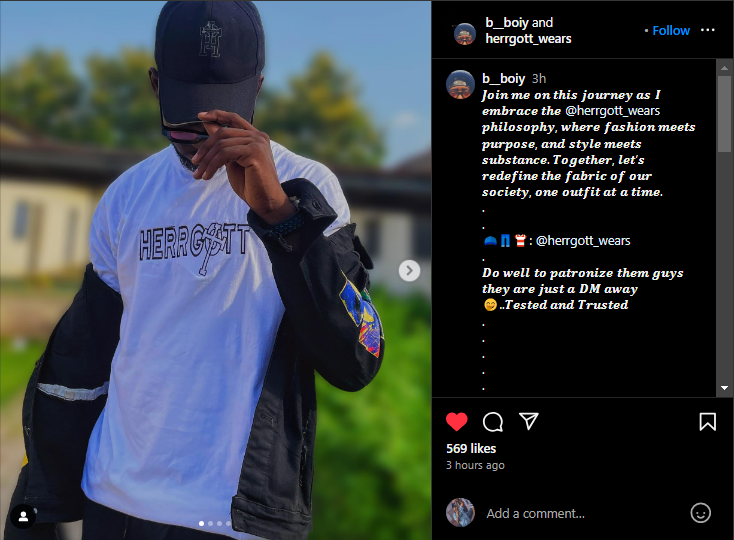 HERRGOTT
b__boiy and
herrgott_wears
• Follow
b__boiy 3h
Join me on this journey as I
embrace the @herrgott_wears
philosophy, where fashion meets
purpose, and style meets
substance. Together, let's
redefine the fabric of our
society, one outfit at a time.
.
.
🧢👖🎽: @herrgott_wears
.
Do well to patronize them guys
they are just a DM away
😊..Tested and Trusted
.
.
.
.
.
569 likes
3 hours ago
Add a comment...